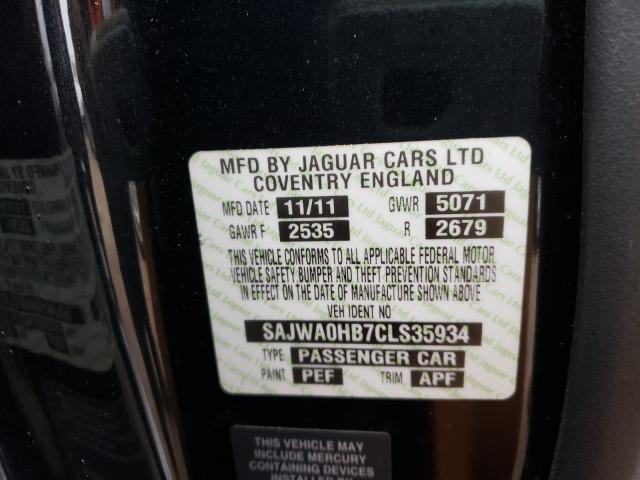 MFD BY JAGUAR CARS LTD
COVENTRY ENGLAND
MFD DATE 11/11 GVWR 5071
GAWR F 2535 R 2679
THIS VEHICLE CONFORMS TO ALL APPLICABLE FEDERAL MOTOR
VEHICLE SAFETY BUMPER AND THEFT PREVENTION STANDARDS
IN EFFECT ON THE DATE OF MANUFACTURE SHOWN ABOVE
VEH IDENT NO
SAJWA0HB7CLS35934
TYPE PASSENGER CAR
PAINT PEF TRIM APF
THIS VEHICLE MAY
INCLUDE MERCURY
CONTAINING DEVICES